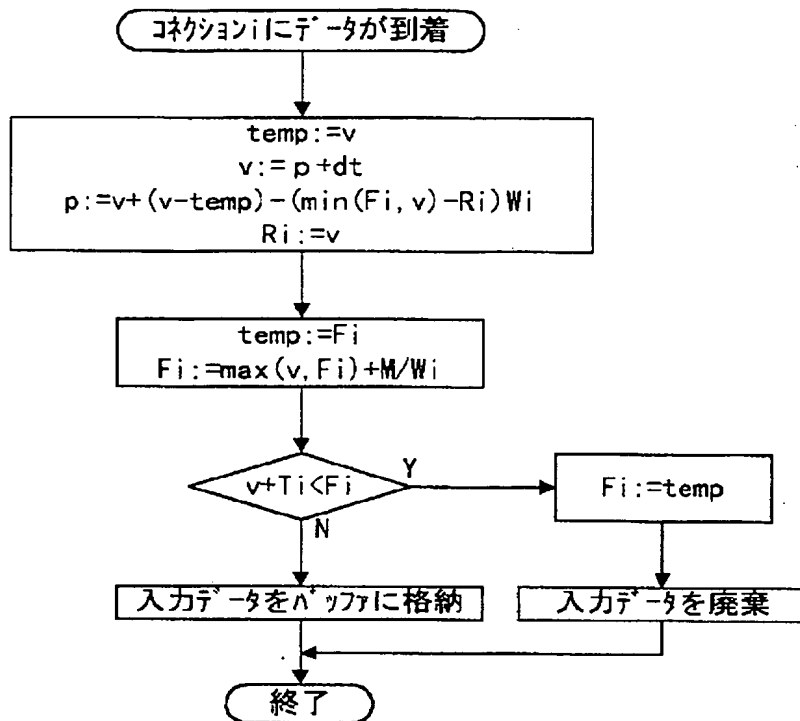 コネクションiにデータが到着
temp:=v
v:=p+dt
p:=v+(v-temp)-(min(Fi,v)-Ri)Wi
Ri:=v
temp:=Fi
Fi:=max(v,Fi)+M/Wi
v+Ti<Fi
Y
Fi:=temp
N
入力データをバッファに格納
入力データを廃棄
終了